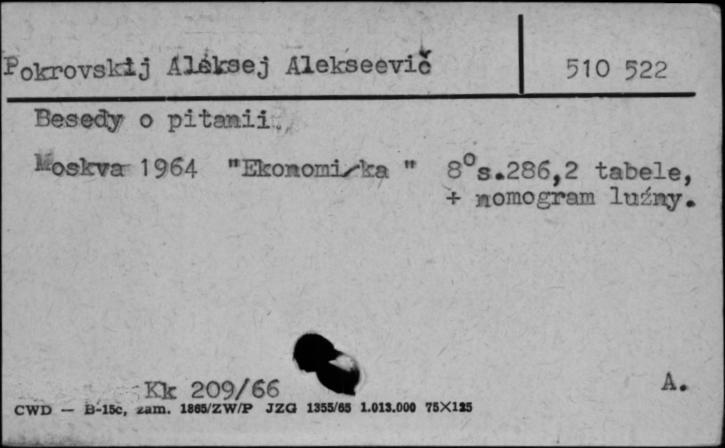 Pokrovskij Aleksej Alekseevič 510 522
Besedy o pitanii.
Moskva 1964 "Ekonomika " 8°s.286,2 tabele,
+ nomogram luźny.
Kk 209/66 A.
CWD — B-15c, zam. 1865/ZW/P JZG 1355/65 1.013.000 75X125